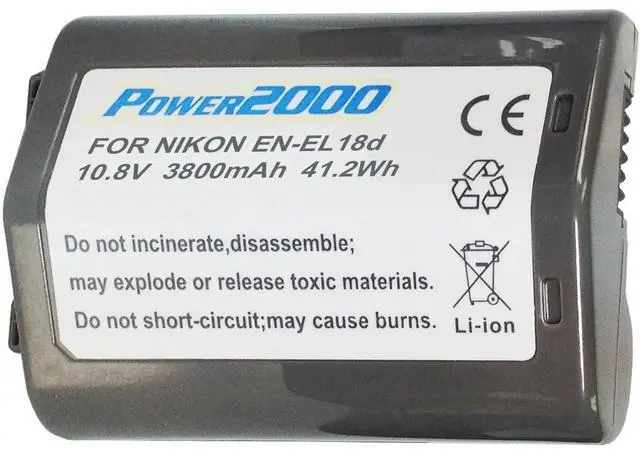 POWER2000
CE
FOR NIKON EN-EL18d
10.8V 3800mAh 41.2Wh
Do not incinerate,disassemble;
may explode or release toxic materials.
Do not short-circuit;may cause burns.
Li-ion